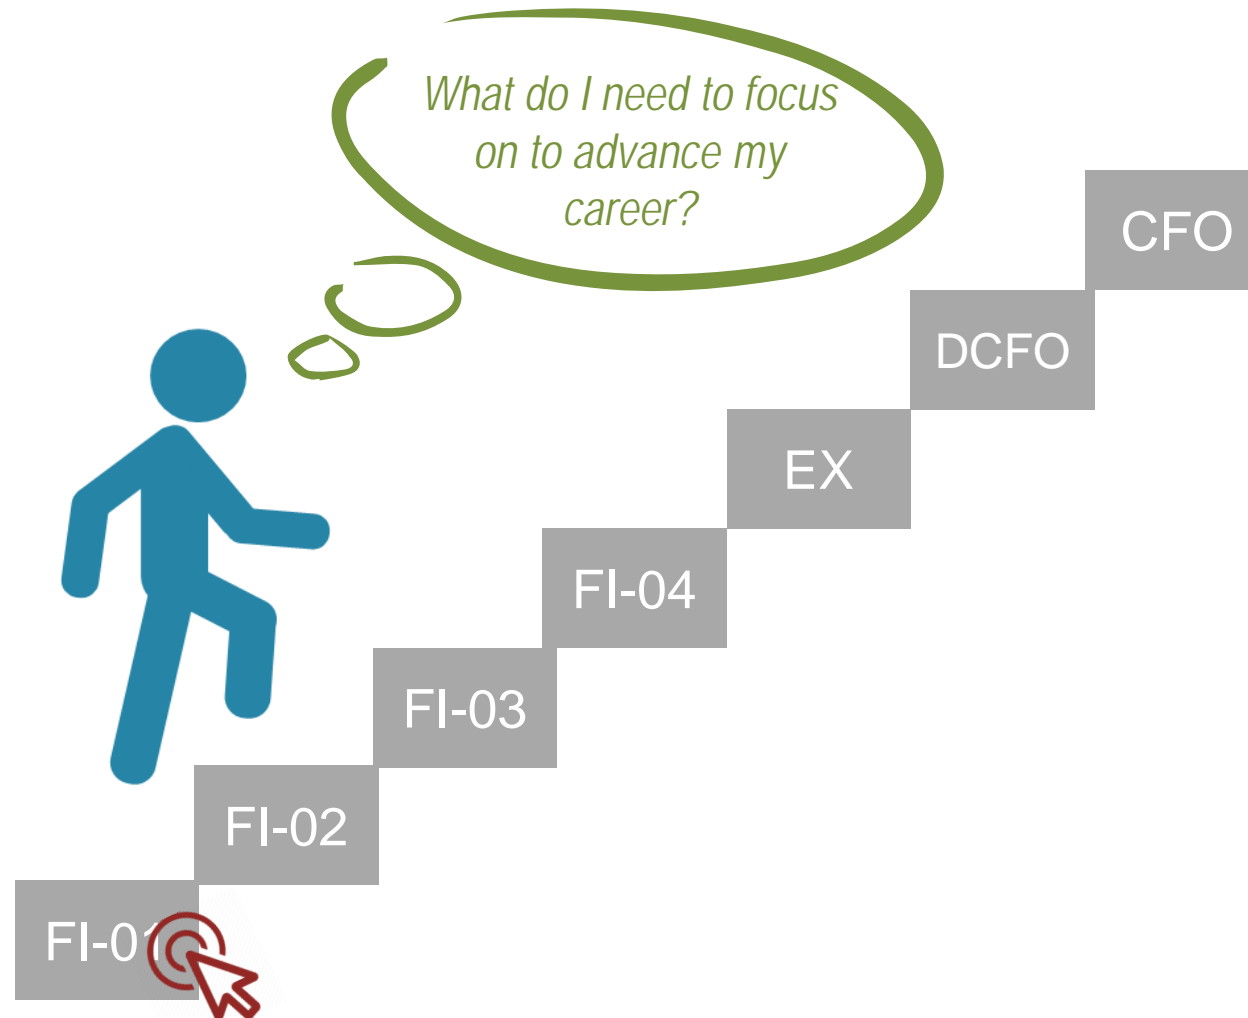 What do I need to focus
on to advance my
career?
CFO
DCFO
EX
FI-04
FI-03
FI-02
FI-01